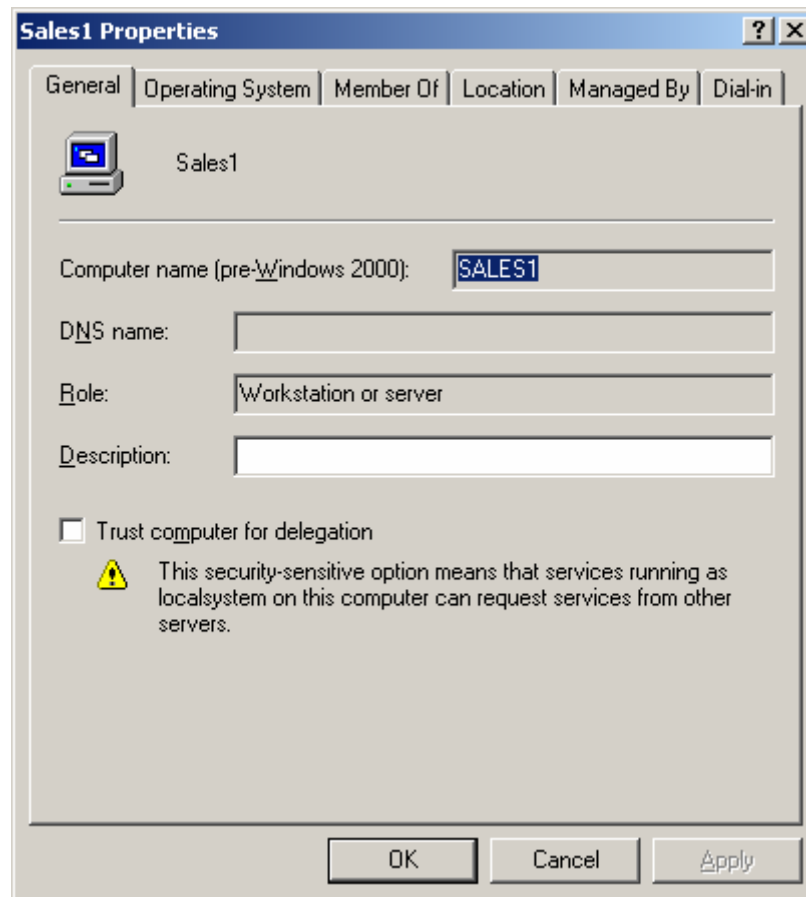 Sales1 Properties
General Operating System Member Of Location Managed By Dial-in
Sales1
Computer name (pre-Windows 2000): SALES1
DNS name:
Role: Workstation or server
Description:
Trust computer for delegation
This security-sensitive option means that services running as
localsystem on this computer can request services from other
servers.
OK Cancel Apply